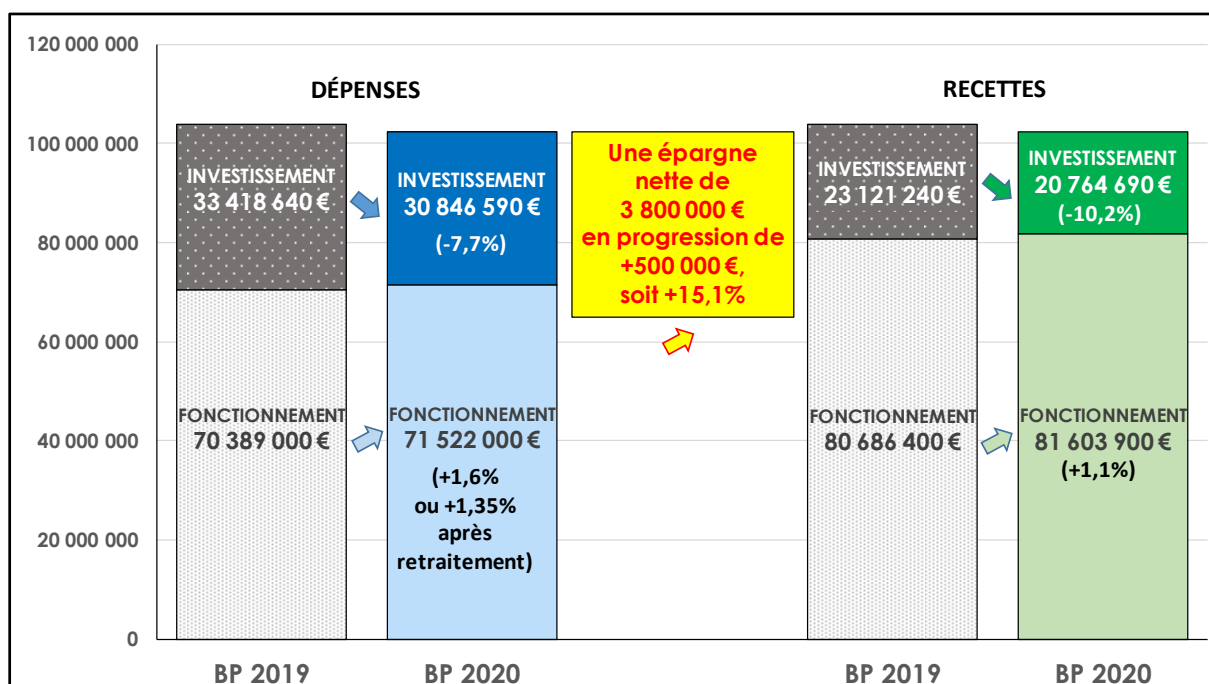 120 000 000
100 000 000
80 000 000
60 000 000
40 000 000
20 000 000
0
DÉPENSES
INVESTISSEMENT
33 418 640 €
FONCTIONNEMENT
70 389 000 €
BP 2019
INVESTISSEMENT
30 846 590 €
(-7,7%)
FONCTIONNEMENT
71 522 000 €
(+1,6%
ou +1,35%
après
retraitement)
BP 2020
Une épargne
nette de
3 800 000 €
en progression de
+500 000 €,
soit +15,1%
RECETTES
INVESTISSEMENT
23 121 240 €
FONCTIONNEMENT
80 686 400 €
BP 2019
INVESTISSEMENT
20 764 690 €
(-10,2%)
FONCTIONNEMENT
81 603 900 €
(+1,1%)
BP 2020